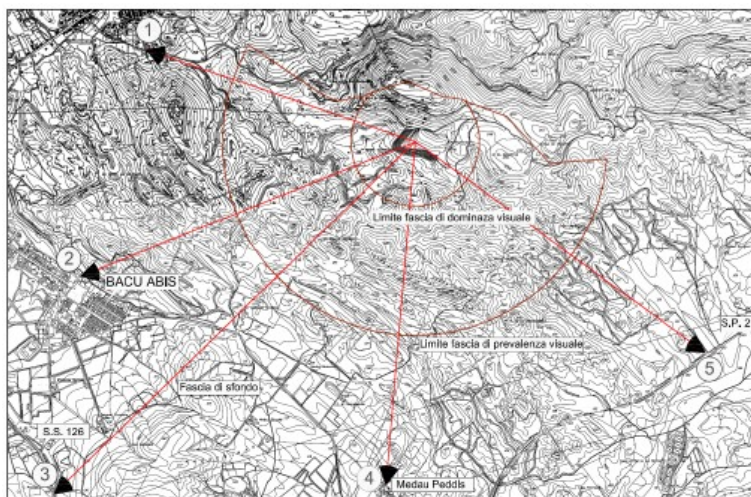 1
Limite fascia di dominaza visuale
2
BACU ABIS
S.P. 2
Limite fascia di prevalenza visuale
5
Fascia di sfondo
S.S. 126
3
4
Medau Peddis